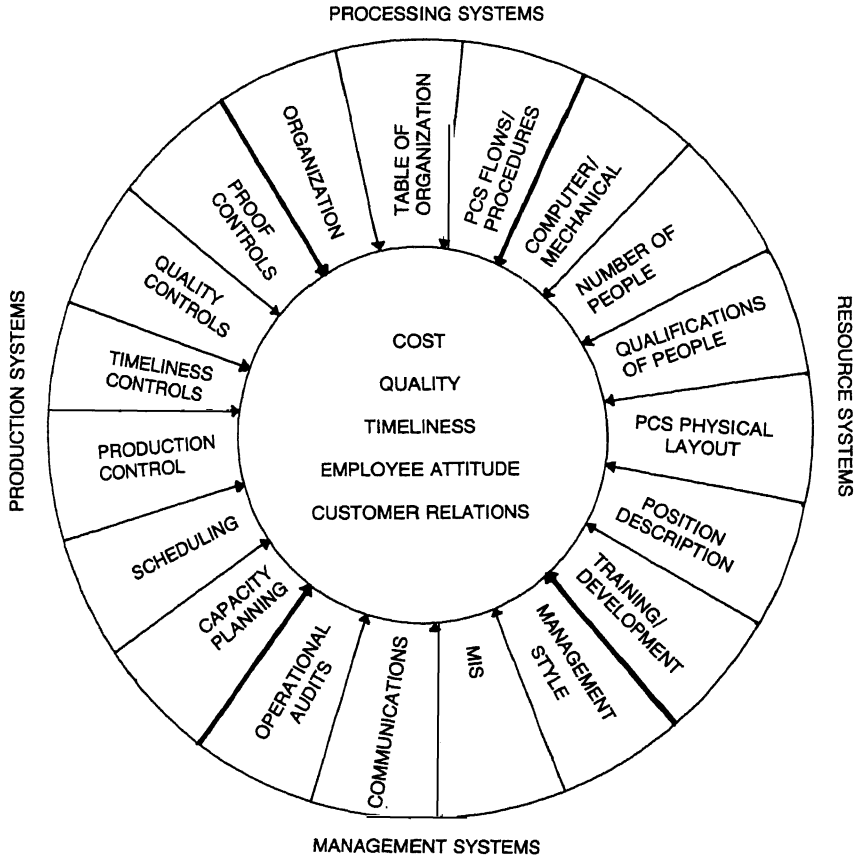 PROCESSING SYSTEMS
ORGANIZATION
TABLE OF
ORGANIZATION
PCS FLOWS/
PROCEDURES
COMPUTER/
MECHANICAL
NUMBER OF
PEOPLE
QUALIFICATIONS
OF PEOPLE
PCS PHYSICAL
LAYOUT
POSITION
DESCRIPTION
TRAINING/
DEVELOPMENT
RESOURCE SYSTEMS
MANAGEMENT
STYLE
MIS
COMMUNICATIONS
OPERATIONAL
AUDITS
MANAGEMENT SYSTEMS
CAPACITY
PLANNING
SCHEDULING
PRODUCTION
CONTROL
TIMELINESS
CONTROLS
QUALITY
CONTROLS
PROOF
CONTROLS
PRODUCTION SYSTEMS
COST
QUALITY
TIMELINESS
EMPLOYEE ATTITUDE
CUSTOMER RELATIONS